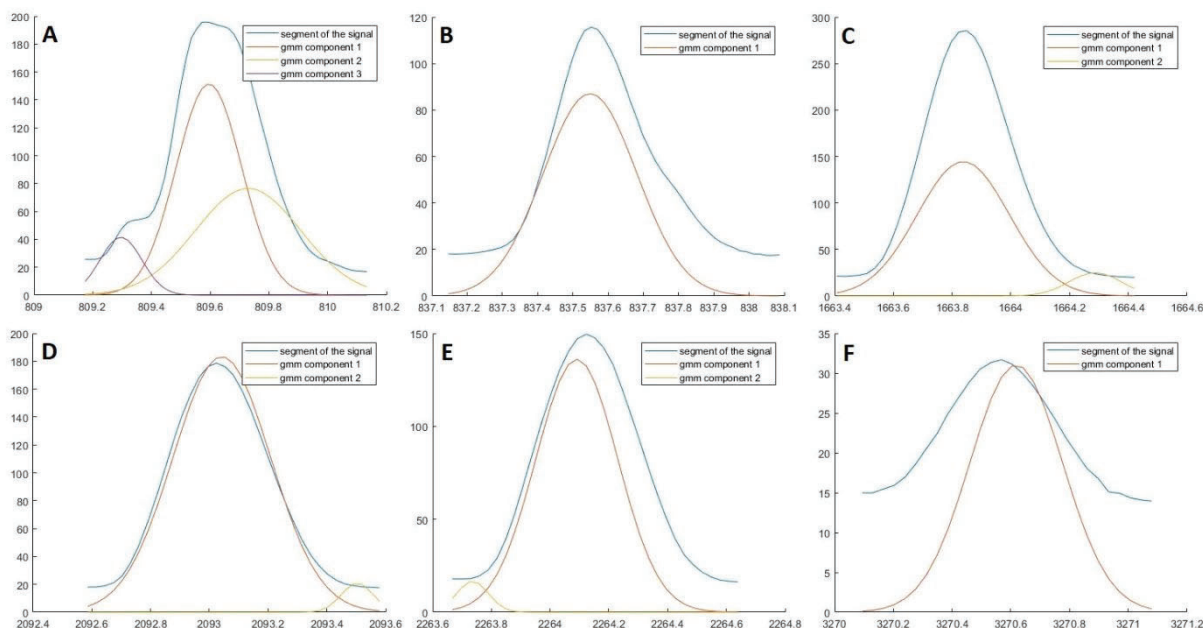 A
200
180
160
140
120
100
80
60
40
20
0
809 809.2 809.4 809.6 809.8 810 810.2
segment of the signal
gmm component 1
gmm component 2
gmm component 3
B
120
100
80
60
40
20
0
837.1 837.2 837.3 837.4 837.5 837.6 837.7 837.8 837.9 838 838.1
segment of the signal
gmm component 1
C
300
250
200
150
100
50
0
1663.4 1663.6 1663.8 1664 1664.2 1664.4 1664.6
segment of the signal
gmm component 1
gmm component 2
D
200
180
160
140
120
100
80
60
40
20
0
2092.4 2092.6 2092.8 2093 2093.2 2093.4 2093.6
segment of the signal
gmm component 1
gmm component 2
E
150
100
50
0
2263.6 2263.8 2264 2264.2 2264.4 2264.6 2264.8
segment of the signal
gmm component 1
gmm component 2
F
35
30
25
20
15
10
5
0
3270 3270.2 3270.4 3270.6 3270.8 3271 3271.2
segment of the signal
gmm component 1